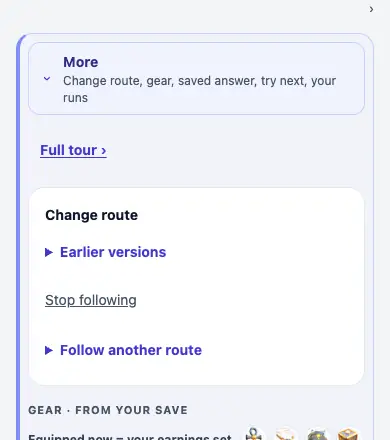 ›
More
Change route, gear, saved answer, try next, your
runs
Full tour ›
Change route
Earlier versions
Stop following
Follow another route
GEAR · FROM YOUR SAVE
Equipped now = your earnings set